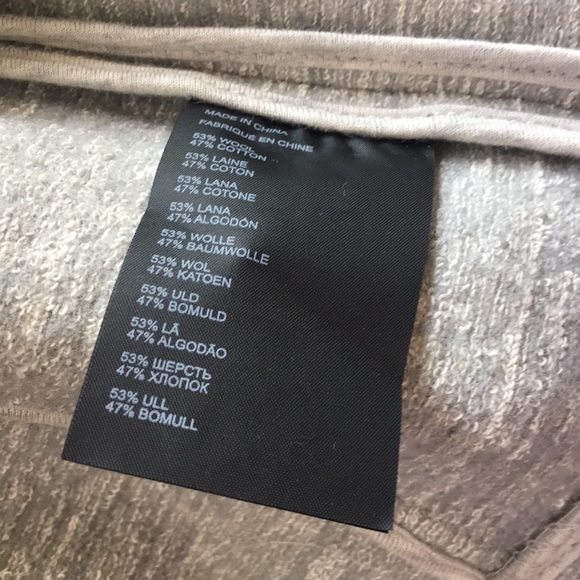 MADE IN CHINA
FABRIQUÉ EN CHINE
53% WOOL
47% COTTON
53% LAINE
47% COTON
53% LANA
47% COTONE
53% LANA
47% ALGODÓN
53% WOLLE
47% BAUMWOLLE
53% WOL
47% KATOEN
53% ULD
47% BOMULD
53% LÃ
47% ALGODÃO
53% ШЕРСТЬ
47% ХЛОПОК
53% ULL
47% BOMULL